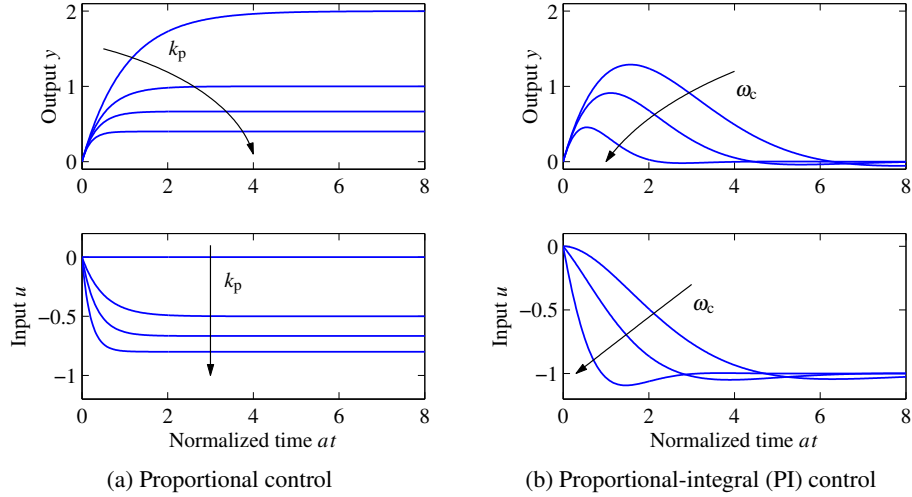 2
1
0
Output y
k_p
0 2 4 6 8
0
−0.5
−1
Input u
k_p
0 2 4 6 8
Normalized time at
(a) Proportional control
2
1
0
Output y
ω_c
0 2 4 6 8
0
−0.5
−1
Input u
ω_c
0 2 4 6 8
Normalized time at
(b) Proportional-integral (PI) control